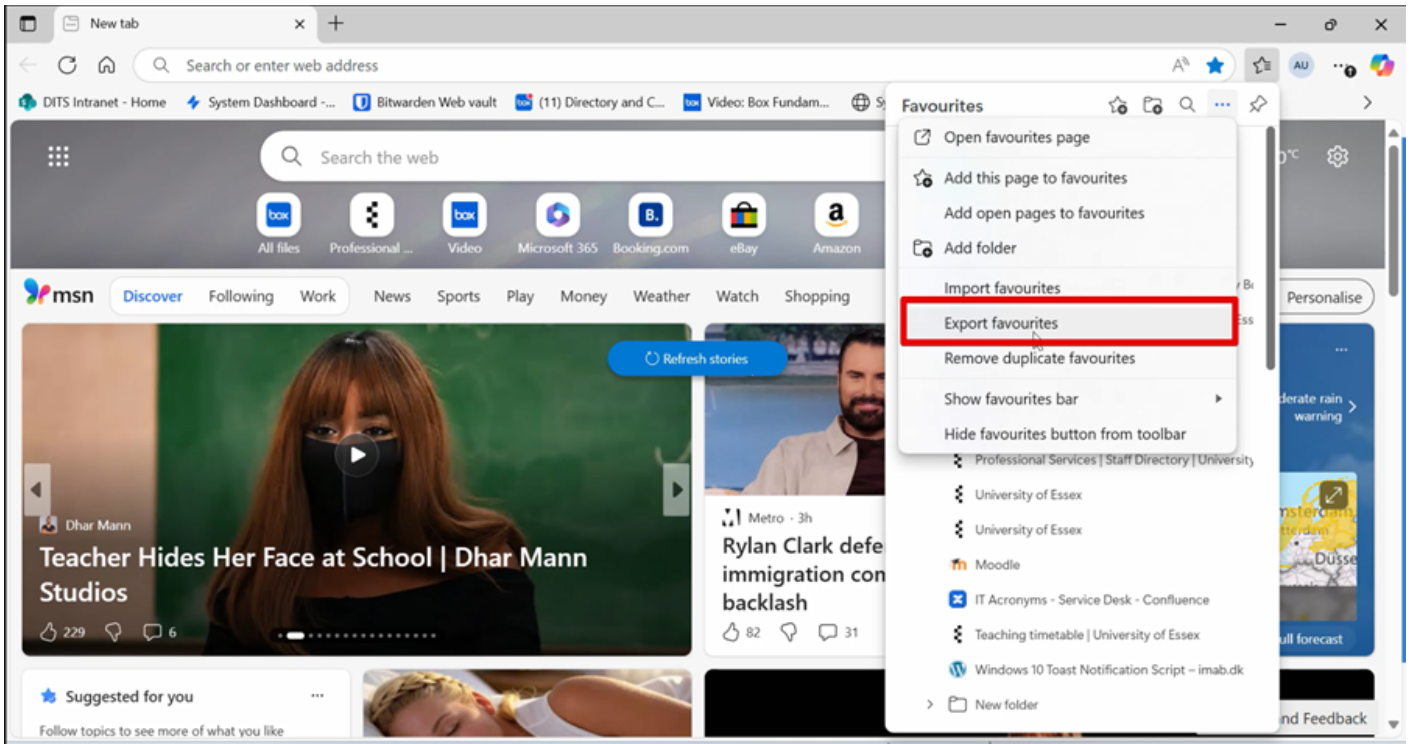 New tab
Search or enter web address
AU
DITS Intranet - Home
System Dashboard -...
Bitwarden Web vault
(11) Directory and C...
Video: Box Fundam...
Favourites
Open favourites page
Add this page to favourites
Add open pages to favourites
Add folder
Import favourites
Export favourites
Remove duplicate favourites
Show favourites bar
Hide favourites button from toolbar
Professional Services | Staff Directory | University
University of Essex
University of Essex
Moodle
IT Acronyms - Service Desk - Confluence
Teaching timetable | University of Essex
Windows 10 Toast Notification Script – imab.dk
New folder
Search the web
°C
box
box
B.
a
All files
Professional ...
Video
Microsoft 365
Booking.com
eBay
Amazon
msn
Discover
Following
Work
News
Sports
Play
Money
Weather
Watch
Shopping
Personalise
Refresh stories
Dhar Mann
Teacher Hides Her Face at School | Dhar Mann
Studios
229
6
Metro · 3h
Rylan Clark defe
immigration con
backlash
82
31
derate rain
warning
ull forecast
Suggested for you
Follow topics to see more of what you like
nd Feedback